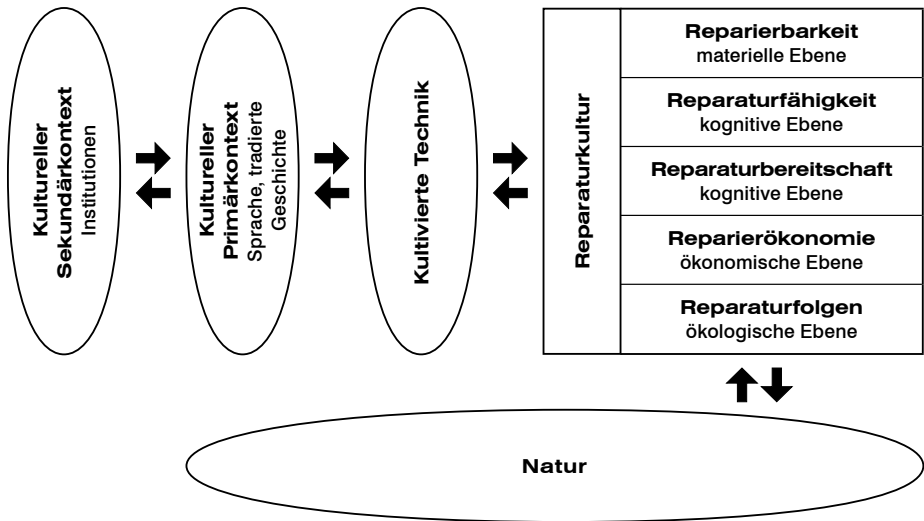 Kultureller
Sekundärkontext
Institutionen
Kultureller
Primärkontext
Sprache, tradierte
Geschichte
Kultivierte Technik
Reparaturkultur
Reparierbarkeit
materielle Ebene
Reparaturfähigkeit
kognitive Ebene
Reparaturbereitschaft
kognitive Ebene
Reparierökonomie
ökonomische Ebene
Reparaturfolgen
ökologische Ebene
Natur